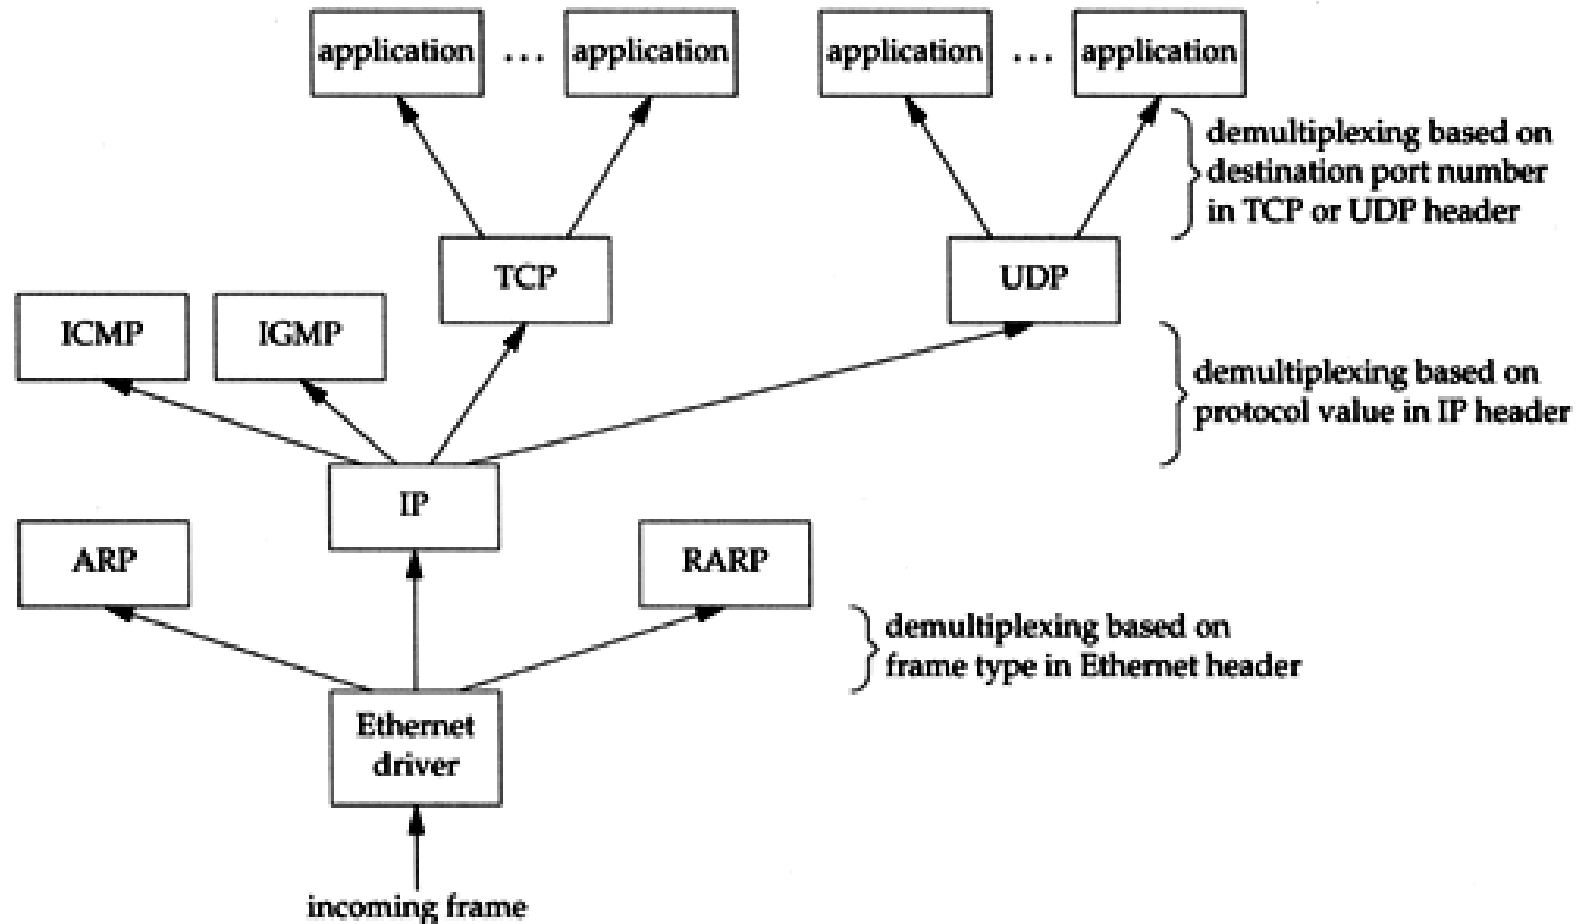 application ... application
application ... application
demultiplexing based on
destination port number
in TCP or UDP header
TCP
UDP
ICMP
IGMP
demultiplexing based on
protocol value in IP header
IP
ARP
RARP
demultiplexing based on
frame type in Ethernet header
Ethernet
driver
incoming frame